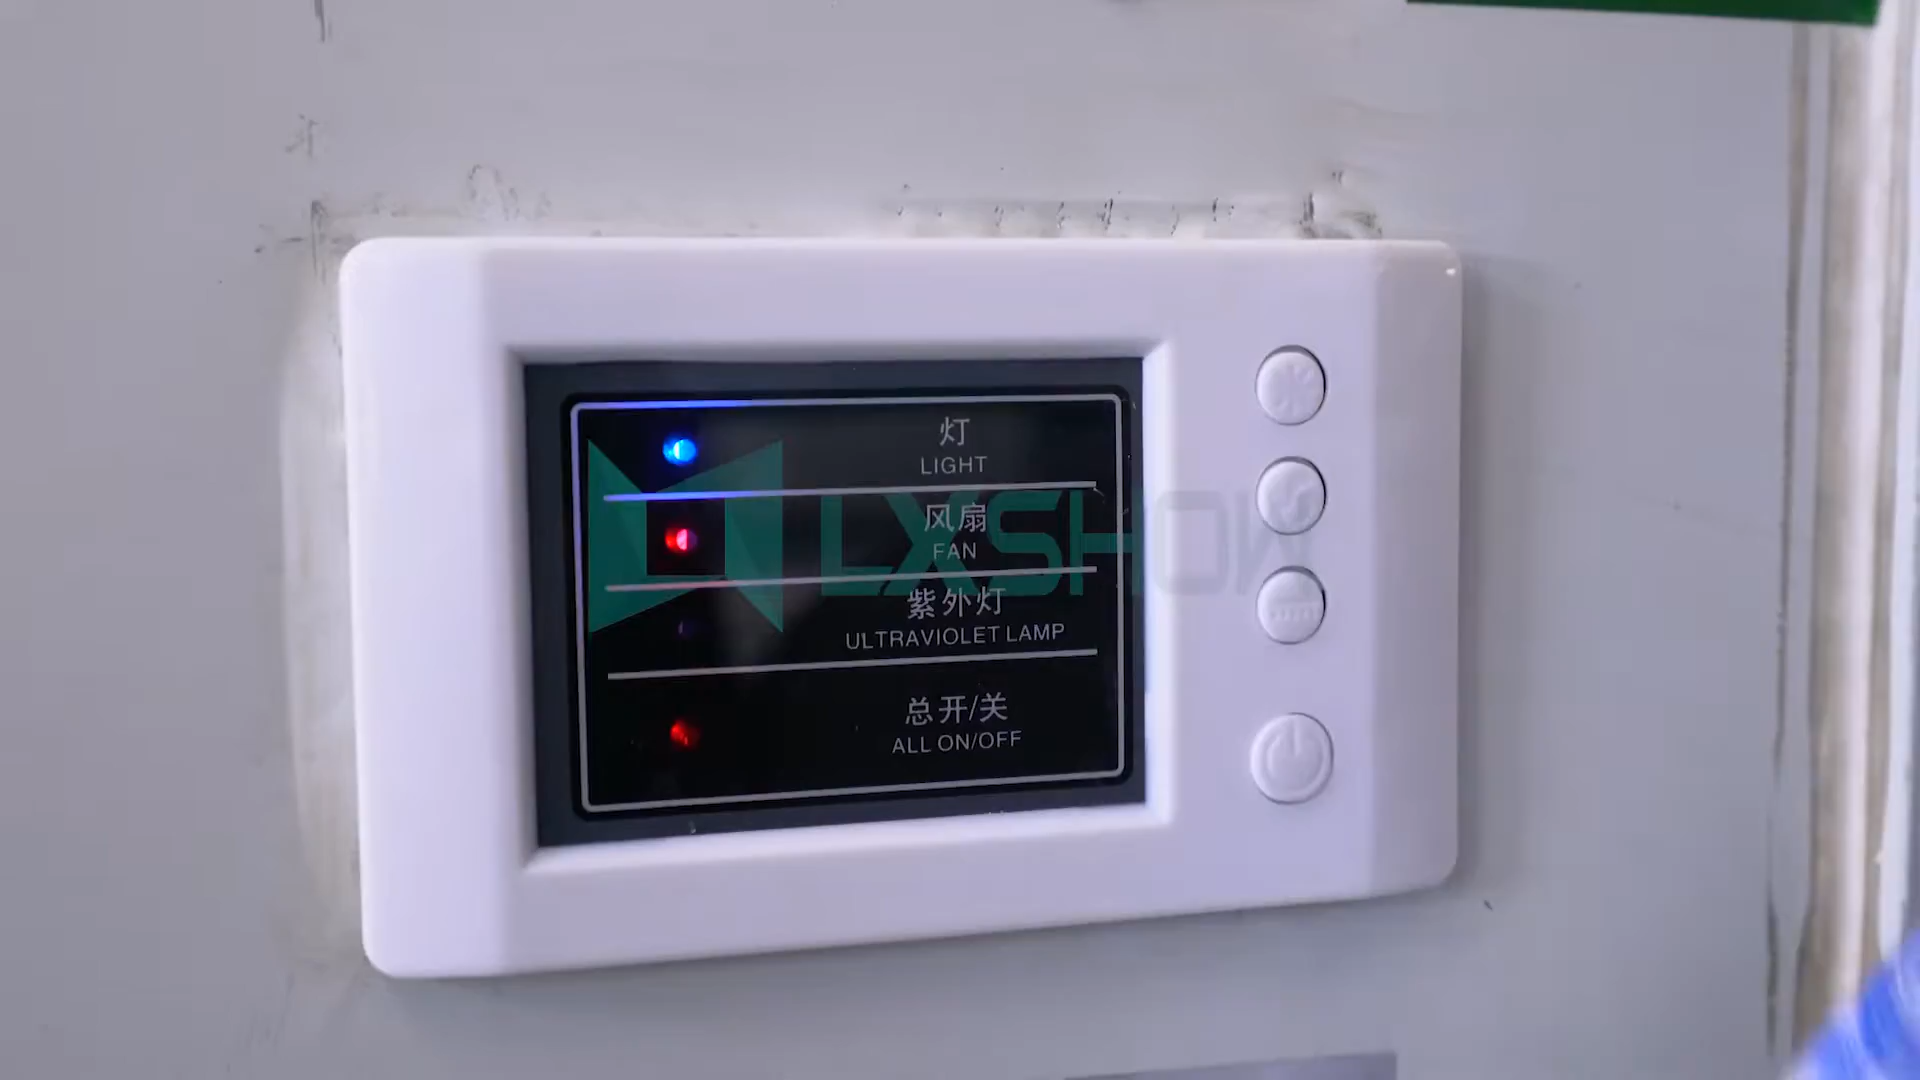 灯
LIGHT
风扇
FAN
紫外灯
ULTRAVIOLET LAMP
总开/关
ALL ON/OFF
LXSHOW